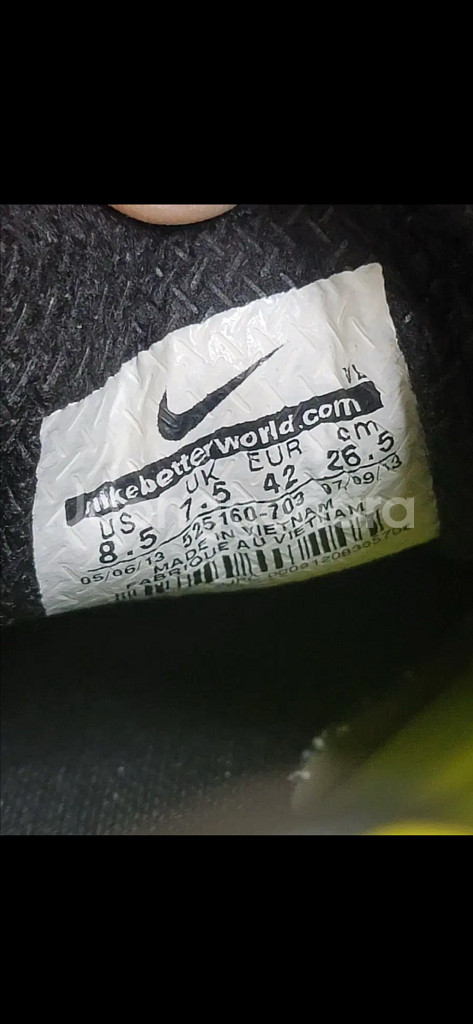 nikebetterworld.com
US UK EUR cm
8.5 7.5 42 26.5
05/06/13 525160-703 07/09/13
MADE IN VIETNAM
FABRIQUE AU VIETNAM